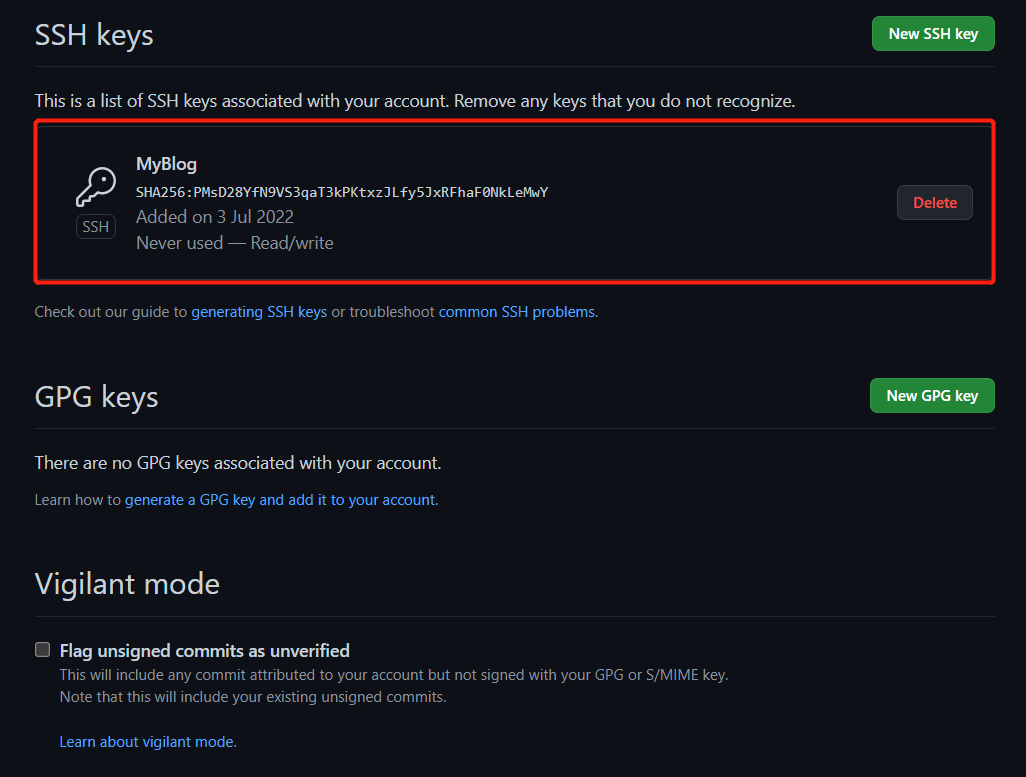 SSH keys
New SSH key
This is a list of SSH keys associated with your account. Remove any keys that you do not recognize.
MyBlog
SHA256:PMsD28YfN9VS3qaT3kPKtxzJLfy5JxRFhaF0NkLeMwY
Added on 3 Jul 2022
Never used — Read/write
SSH
Delete
Check out our guide to generating SSH keys or troubleshoot common SSH problems.
GPG keys
New GPG key
There are no GPG keys associated with your account.
Learn how to generate a GPG key and add it to your account.
Vigilant mode
Flag unsigned commits as unverified
This will include any commit attributed to your account but not signed with your GPG or S/MIME key.
Note that this will include your existing unsigned commits.
Learn about vigilant mode.